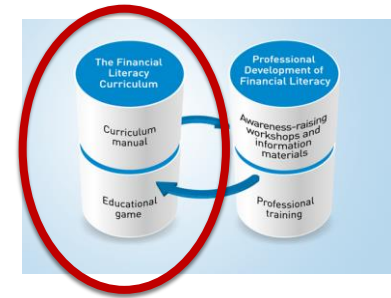 The Financial
Literacy
Curriculum
Curriculum
manual
Educational
game
Professional
Development of
Financial Literacy
Awareness-raising
workshops and
information
materials
Professional
training